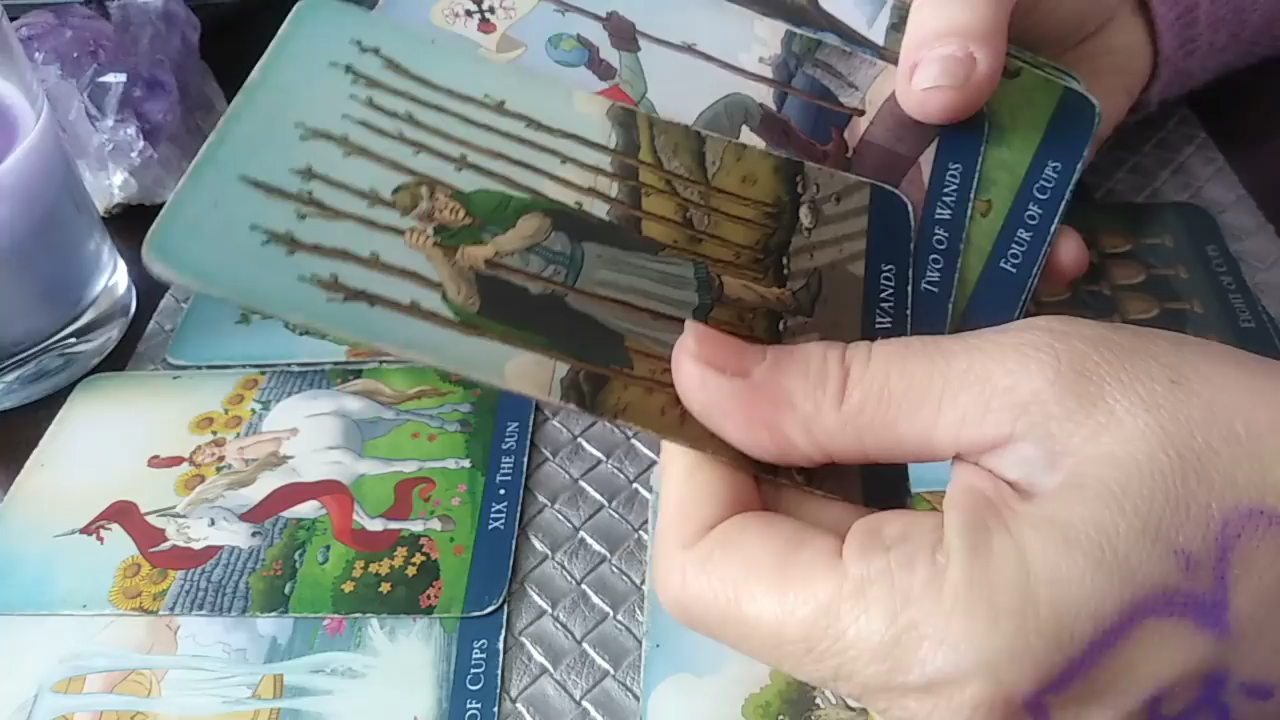 WANDS
TWO OF WANDS
FOUR OF CUPS
EIGHT OF CUPS
XIX • THE SUN
OF CUPS